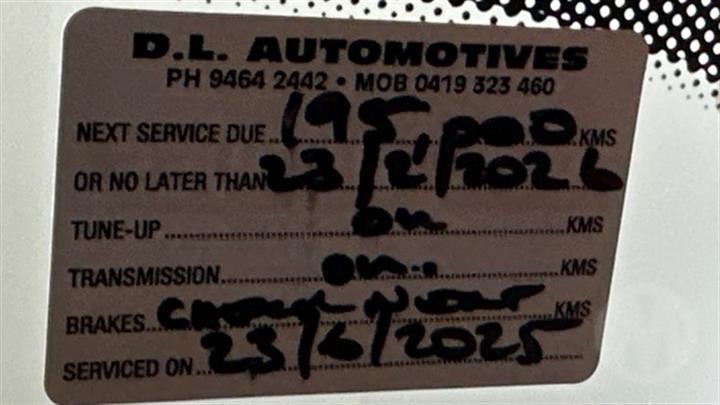 D.L. AUTOMOTIVES
PH 9464 2442 • MOB 0419 323 460
NEXT SERVICE DUE 195,000 KMS
OR NO LATER THAN 23/2/2026
TUNE-UP on KMS
TRANSMISSION on KMS
BRAKES KMS
SERVICED ON 23/6/2025